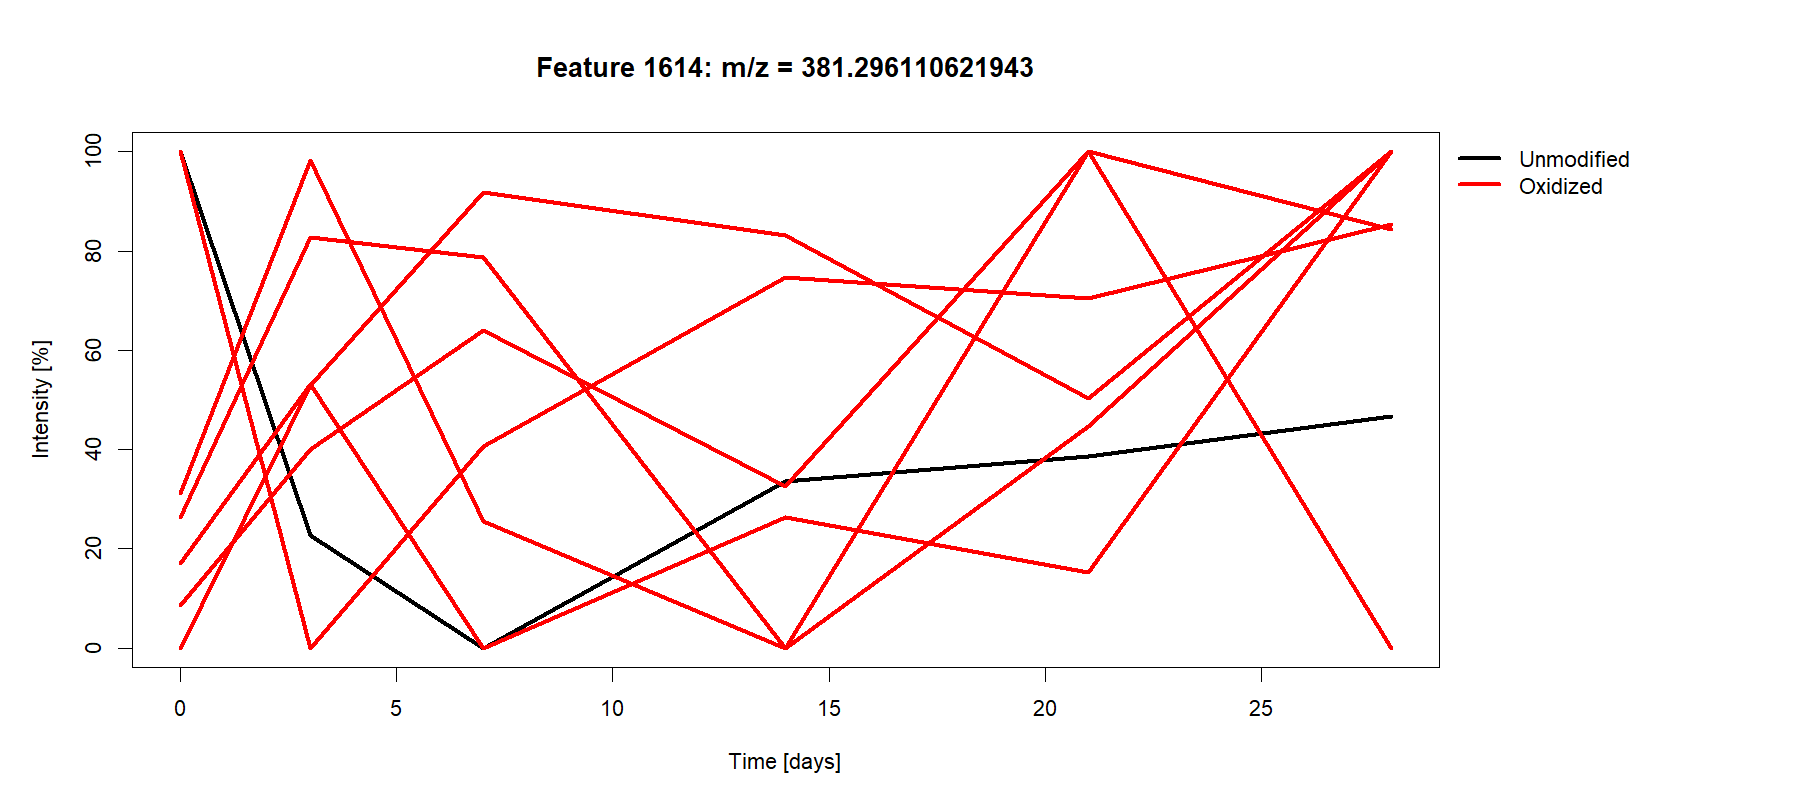 Feature 1614: m/z = 381.296110621943
Unmodified
Oxidized
Intensity [%]
100
80
60
40
20
0
0 5 10 15 20 25
Time [days]